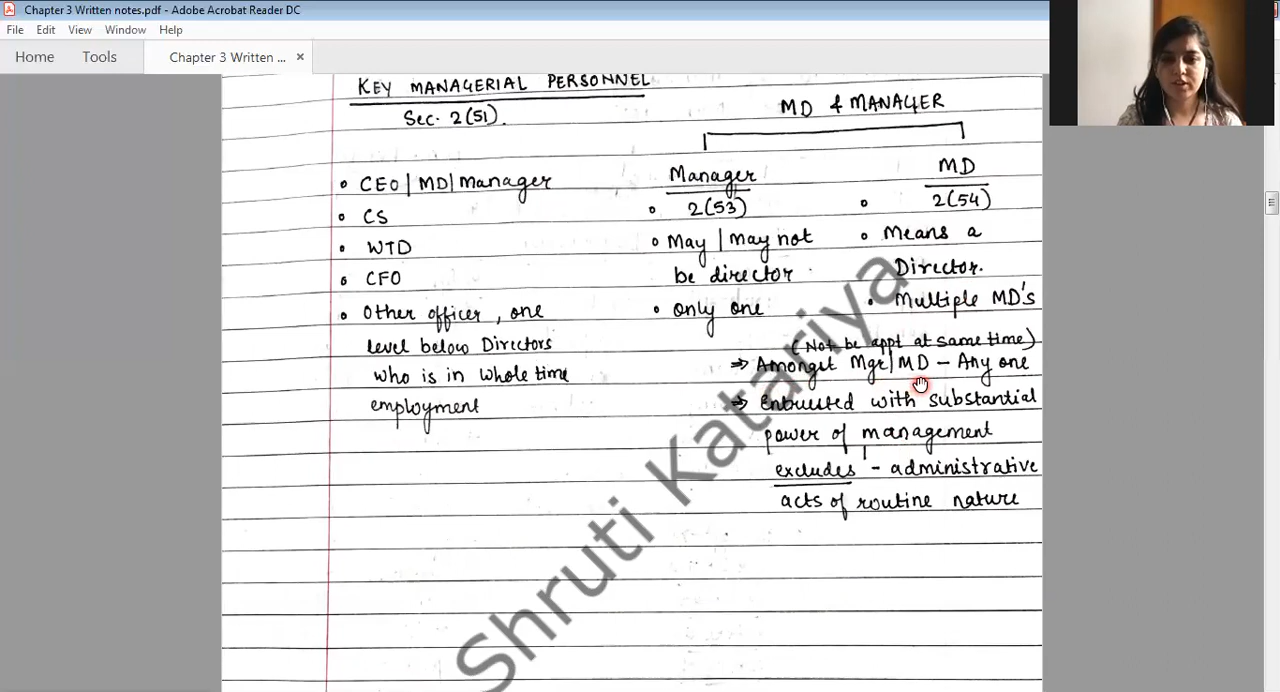 Chapter 3 Written notes.pdf - Adobe Acrobat Reader DC
File Edit View Window Help
Home Tools Chapter 3 Written ... ×
KEY MANAGERIAL PERSONNEL
Sec. 2(51).
• CEO | MD | Manager
• CS
• WTD
• CFO
• Other officer, one
level below Directors
who is in whole time
employment
MD & MANAGER
Manager
2(53)
• May | may not
be director
• Only one
MD
2(54)
• Means a
Director.
• Multiple MD's
(Not be appt at same time)
⇒ Amongst Mgr | MD - Any one
⇒ Entrusted with substantial
power of management
excludes - administrative
acts of routine nature
Shruti Katariya